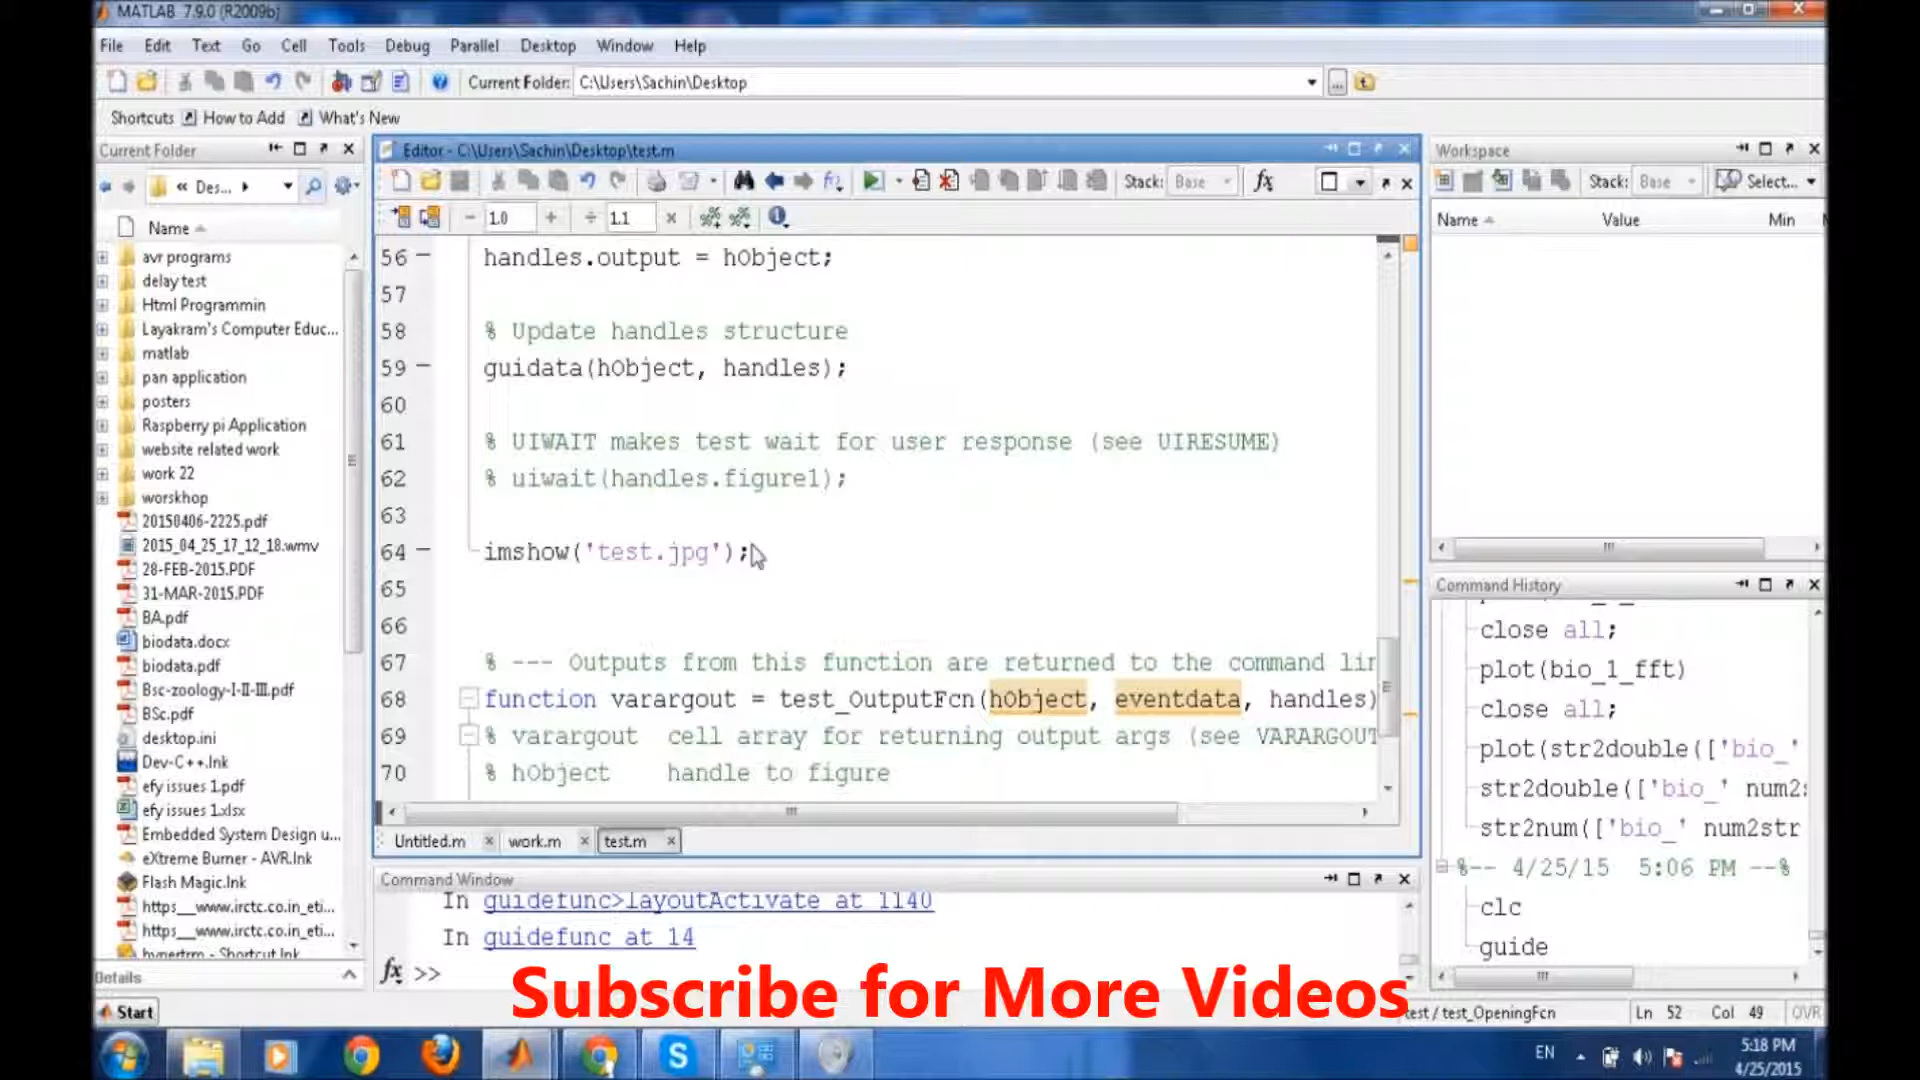 MATLAB 7.9.0 (R2009b)
File Edit Text Go Cell Tools Debug Parallel Desktop Window Help
Current Folder: C:\Users\Sachin\Desktop
Shortcuts How to Add What's New
Current Folder
« Des...
Name
avr programs
delay test
Html Programmin
Layakram's Computer Educ...
matlab
pan application
posters
Raspberry pi Application
website related work
work 22
worskhop
20150406-2225.pdf
2015_04_25_17_12_18.wmv
28-FEB-2015.PDF
31-MAR-2015.PDF
BA.pdf
biodata.docx
biodata.pdf
Bsc-zoology-I-II-III.pdf
BSc.pdf
desktop.ini
Dev-C++.lnk
efy issues 1.pdf
efy issues 1.xlsx
Embedded System Design u...
eXtreme Burner - AVR.lnk
Flash Magic.lnk
https__www.irctc.co.in_eti...
https__www.irctc.co.in_eti...
Details
Start
Editor - C:\Users\Sachin\Desktop\test.m
Stack: Base fx
- 1.0 + ÷ 1.1 ×
56 handles.output = hObject;
57
58 % Update handles structure
59 guidata(hObject, handles);
60
61 % UIWAIT makes test wait for user response (see UIRESUME)
62 % uiwait(handles.figure1);
63
64 imshow('test.jpg');
65
66
67 % --- Outputs from this function are returned to the command lin
68 function varargout = test_OutputFcn(hObject, eventdata, handles)
69 % varargout cell array for returning output args (see VARARGOUT
70 % hObject handle to figure
Untitled.m × work.m × test.m ×
Command Window
In guidefunc>layoutActivate at 1140
In guidefunc at 14
fx >>
Workspace
Stack: Base Select...
Name Value Min
Command History
close all;
plot(bio_1_fft)
close all;
plot(str2double(['bio_'
str2double(['bio_' num2s
str2num(['bio_' num2str
%-- 4/25/15 5:06 PM --%
clc
guide
Subscribe for More Videos
test / test_OpeningFcn Ln 52 Col 49 OVR
EN
5:18 PM
4/25/2015